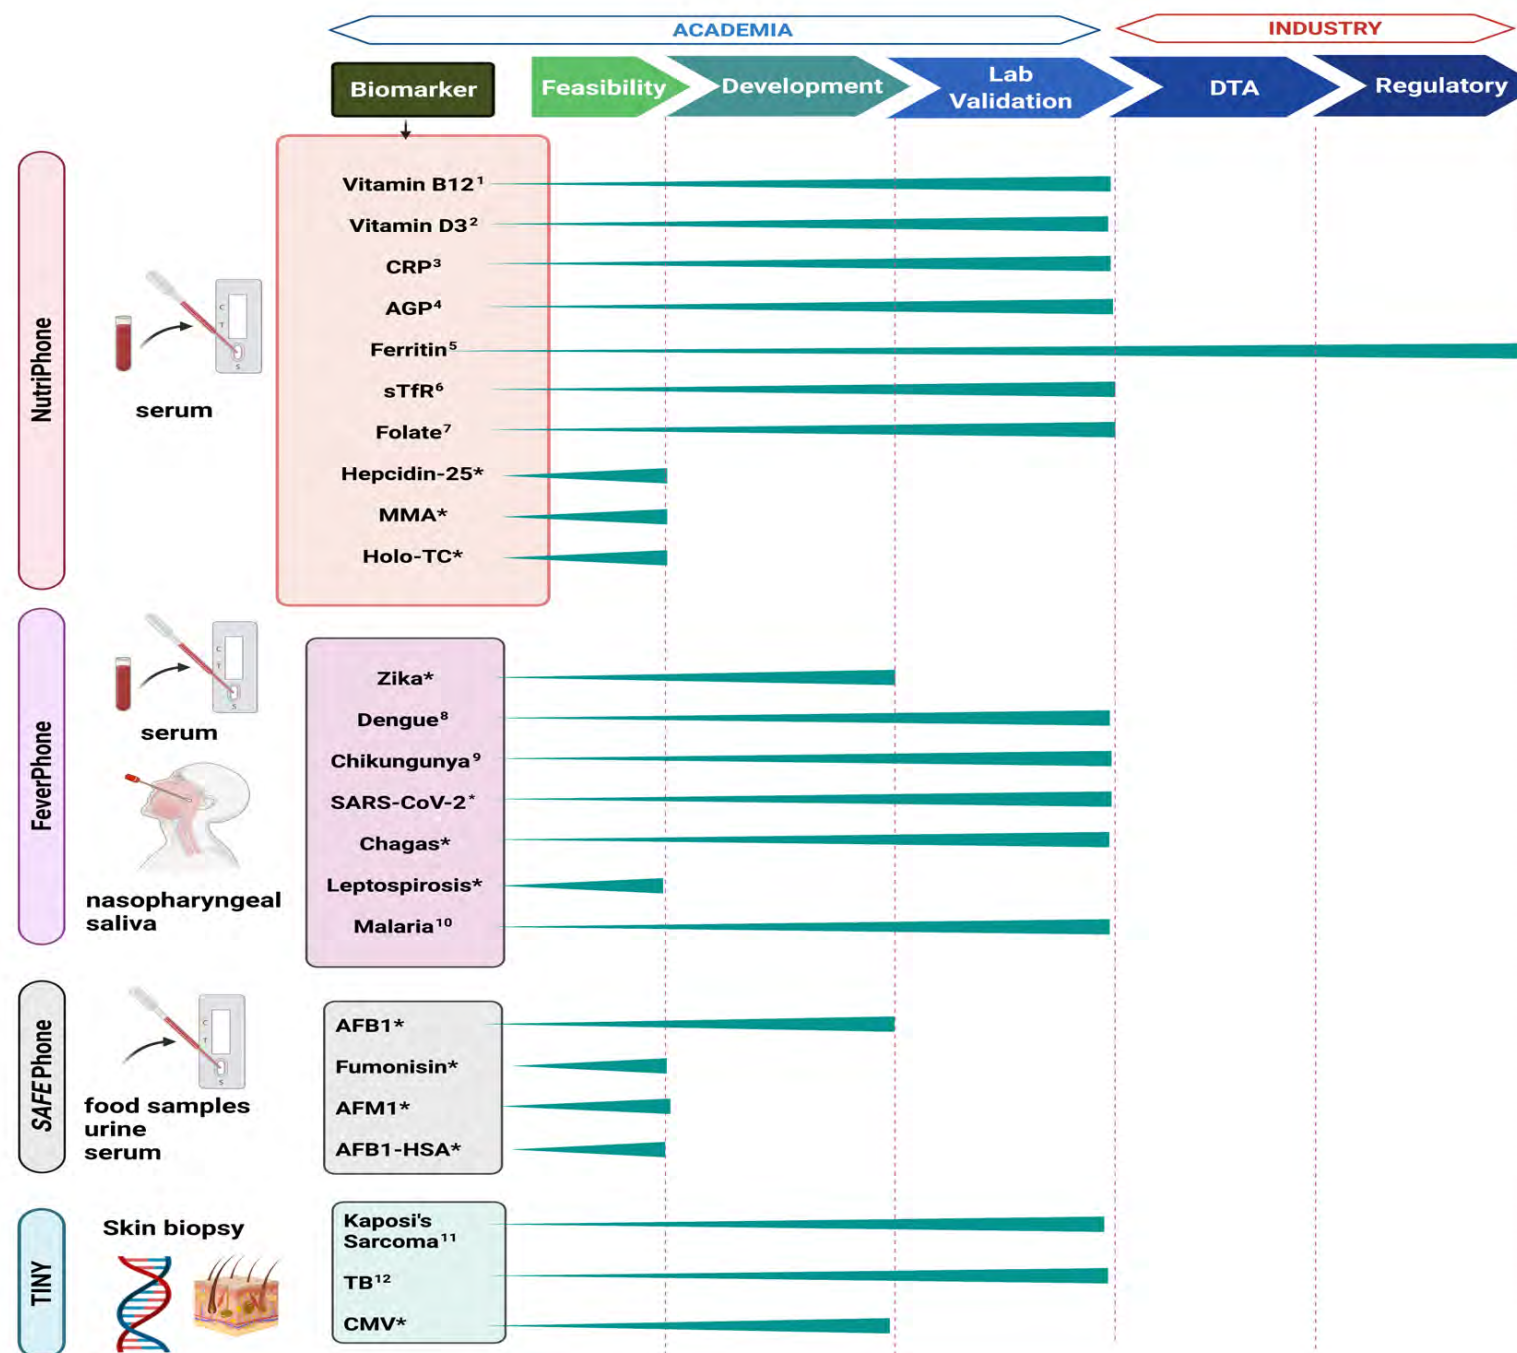 ACADEMIA
INDUSTRY
Biomarker
Feasibility
Development
Lab
Validation
DTA
Regulatory
NutriPhone
serum
C
T
S
Vitamin B12¹
Vitamin D3²
CRP³
AGP⁴
Ferritin⁵
sTfR⁶
Folate⁷
Hepcidin-25*
MMA*
Holo-TC*
FeverPhone
C
T
S
serum
nasopharyngeal
saliva
Zika*
Dengue⁸
Chikungunya⁹
SARS-CoV-2*
Chagas*
Leptospirosis*
Malaria¹⁰
SAFEPhone
C
T
S
food samples
urine
serum
AFB1*
Fumonisin*
AFM1*
AFB1-HSA*
TINY
Skin biopsy
Kaposi's
Sarcoma¹¹
TB¹²
CMV*